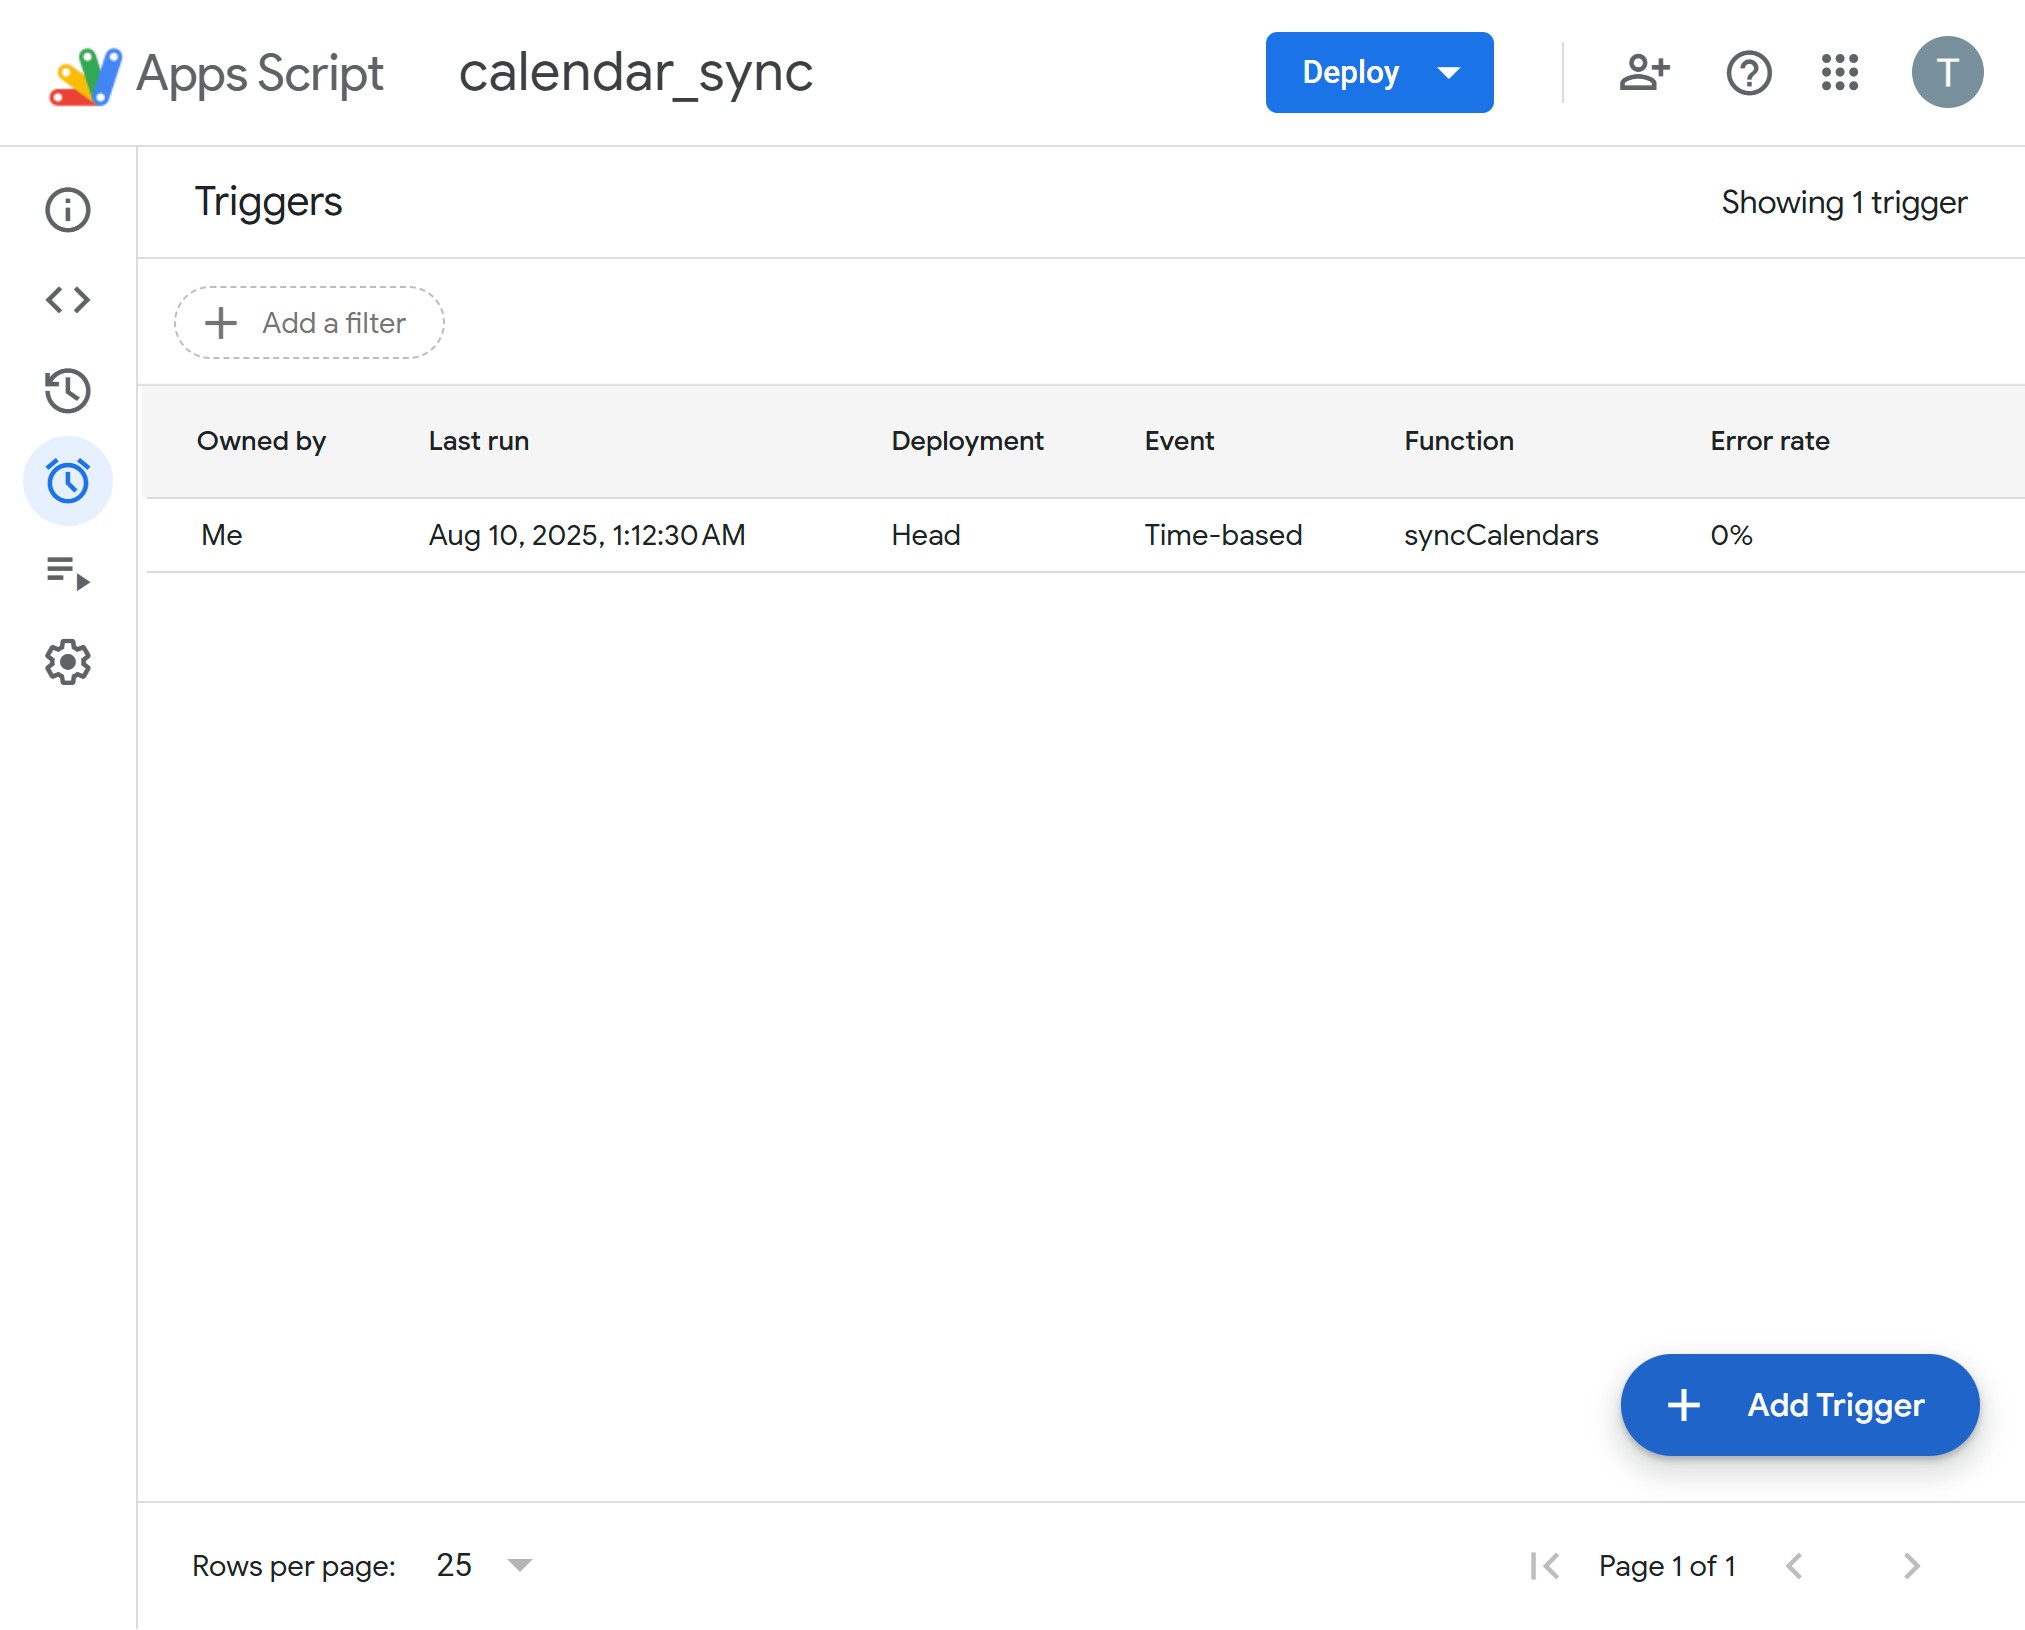 Apps Script calendar_sync Deploy T
Triggers Showing 1 trigger
Add a filter
Owned by Last run Deployment Event Function Error rate
Me Aug 10, 2025, 1:12:30 AM Head Time-based syncCalendars 0%
Add Trigger
Rows per page: 25 Page 1 of 1